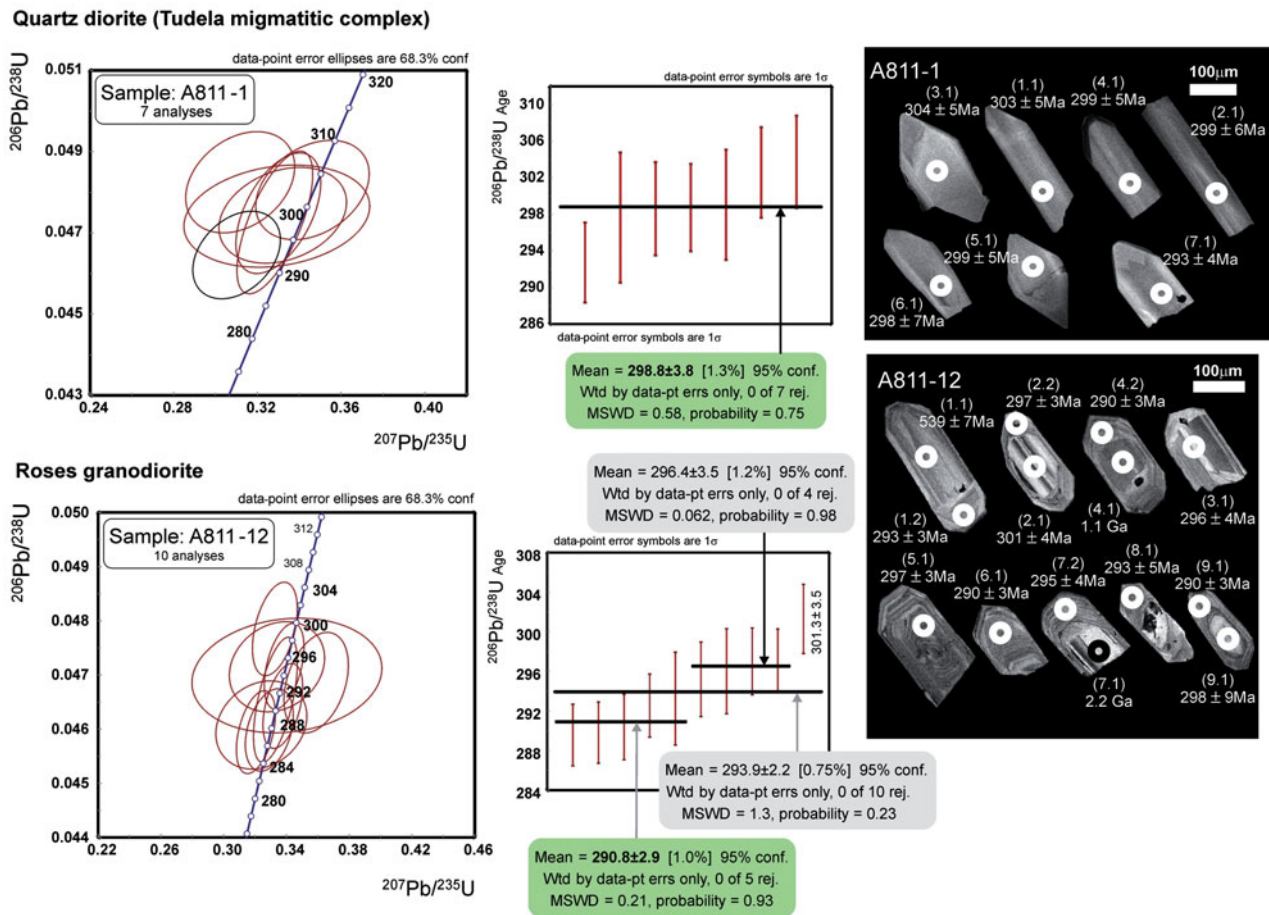 Quartz diorite (Tudela migmatitic complex)
data-point error ellipses are 68.3% conf
206Pb/238U
0.051
0.049
0.047
0.045
0.043
Sample: A811-1
7 analyses
320
310
300
290
280
0.24
0.28
0.32
0.36
0.40
207Pb/235U
data-point error symbols are 1σ
206Pb/238U Age
310
306
302
298
294
290
286
data-point error symbols are 1σ
Mean = 298.8±3.8 [1.3%] 95% conf.
Wtd by data-pt errs only, 0 of 7 rej.
MSWD = 0.58, probability = 0.75
A811-1
100µm
(3.1)
304 ± 5Ma
(1.1)
303 ± 5Ma
(4.1)
299 ± 5Ma
(2.1)
299 ± 6Ma
(6.1)
298 ± 7Ma
(5.1)
299 ± 5Ma
(7.1)
293 ± 4Ma
Roses granodiorite
data-point error ellipses are 68.3% conf
206Pb/238U
0.050
0.049
0.048
0.047
0.046
0.045
0.044
Sample: A811-12
10 analyses
312
308
304
300
296
292
288
284
280
0.22
0.26
0.30
0.34
0.38
0.42
0.46
207Pb/235U
Mean = 296.4±3.5 [1.2%] 95% conf.
Wtd by data-pt errs only, 0 of 4 rej.
MSWD = 0.062, probability = 0.98
data-point error symbols are 1σ
206Pb/238U Age
308
304
300
296
292
288
284
301.3±3.5
Mean = 293.9±2.2 [0.75%] 95% conf.
Wtd by data-pt errs only, 0 of 10 rej.
MSWD = 1.3, probability = 0.23
Mean = 290.8±2.9 [1.0%] 95% conf.
Wtd by data-pt errs only, 0 of 5 rej.
MSWD = 0.21, probability = 0.93
A811-12
100µm
(1.1)
539 ± 7Ma
(2.2)
297 ± 3Ma
(4.2)
290 ± 3Ma
(3.1)
296 ± 4Ma
(1.2)
293 ± 3Ma
(2.1)
301 ± 4Ma
(4.1)
1.1 Ga
(5.1)
297 ± 3Ma
(6.1)
290 ± 3Ma
(7.2)
295 ± 4Ma
(8.1)
293 ± 5Ma
(9.1)
290 ± 3Ma
(7.1)
2.2 Ga
(9.1)
298 ± 9Ma